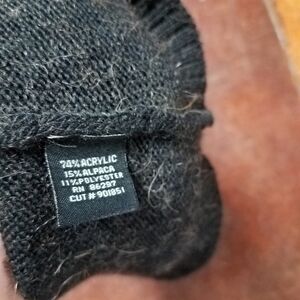 74% ACRYLIC
15% ALPACA
11% POLYESTER
RN 86297
CUT # 901851